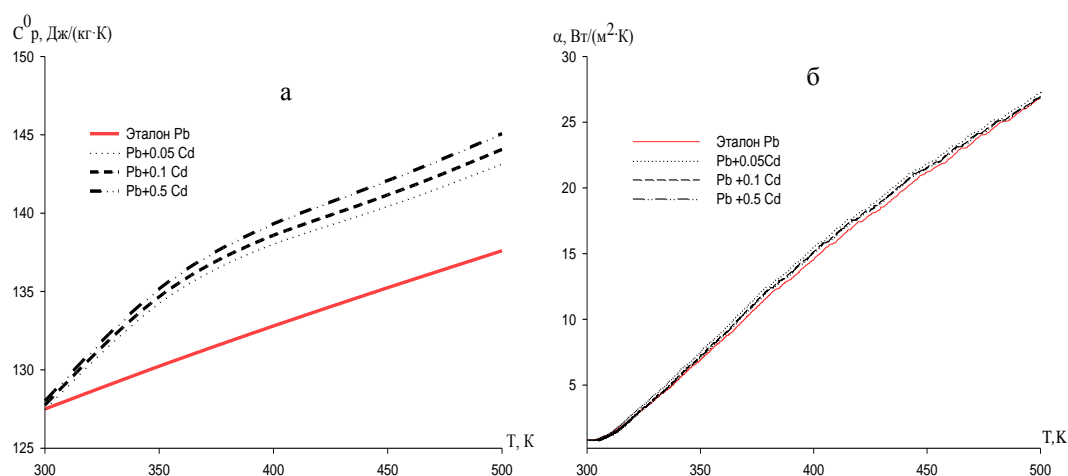 C⁰p, Дж/(кг·К)
150
145
140
135
130
125
а
Эталон Pb
Pb+0.05 Cd
Pb+0.1 Cd
Pb+0.5 Cd
T, К
300 350 400 450 500
α, Вт/(м²·К)
30
25
20
15
10
5
б
Эталон Pb
Pb+0.05Cd
Pb +0.1 Cd
Pb +0.5 Cd
T,К
300 350 400 450 500